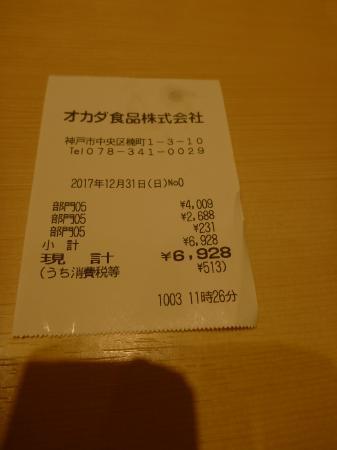 オカダ食品株式会社
神戸市中央区楠町1-3-10
Tel078-341-0029
2017年12月31日(日)No0
部門05 ¥4,009
部門05 ¥2,688
部門05 ¥231
小計 ¥6,928
現計 ¥6,928
(うち消費税等 ¥513)
1003 11時26分